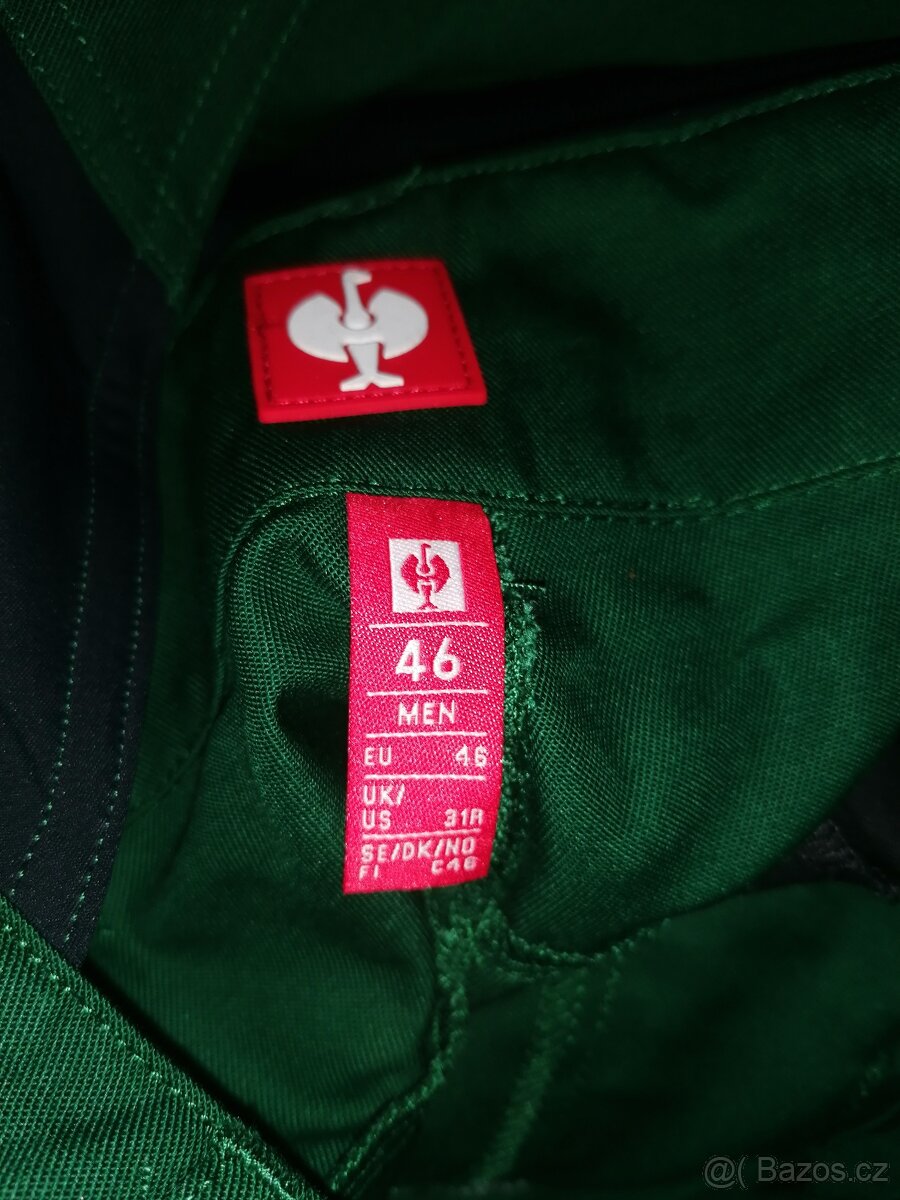 46
MEN
EU 46
UK/
US 31R
SE/DK/NO
FI C46
@( Bazos.cz